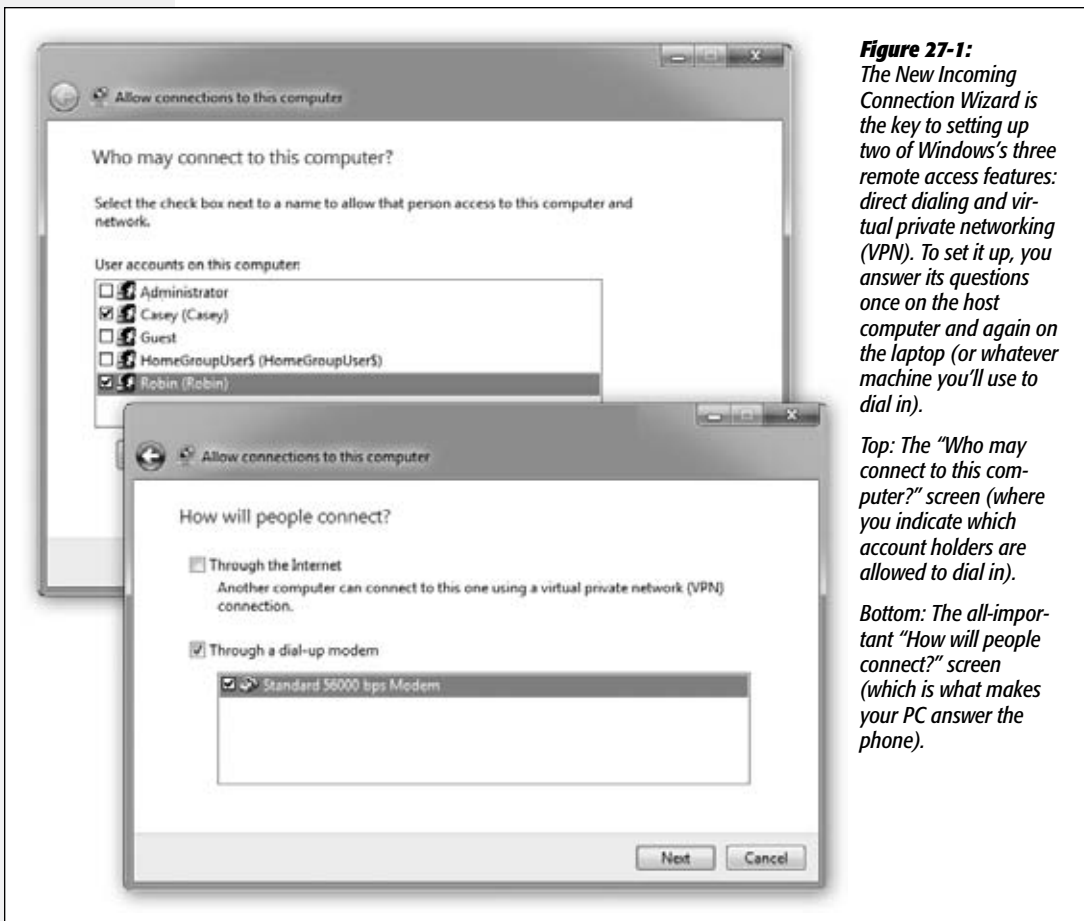 Allow connections to this computer
Who may connect to this computer?
Select the check box next to a name to allow that person access to this computer and
network.
User accounts on this computer:
Administrator
Casey (Casey)
Guest
HomeGroupUser$ (HomeGroupUser$)
Robin (Robin)
Allow connections to this computer
How will people connect?
Through the Internet
Another computer can connect to this one using a virtual private network (VPN)
connection.
Through a dial-up modem
Standard 56000 bps Modem
Next
Cancel
Figure 27-1:
The New Incoming
Connection Wizard is
the key to setting up
two of Windows's three
remote access features:
direct dialing and vir-
tual private networking
(VPN). To set it up, you
answer its questions
once on the host
computer and again on
the laptop (or whatever
machine you'll use to
dial in).
Top: The "Who may
connect to this com-
puter?" screen (where
you indicate which
account holders are
allowed to dial in).
Bottom: The all-impor-
tant "How will people
connect?" screen
(which is what makes
your PC answer the
phone).